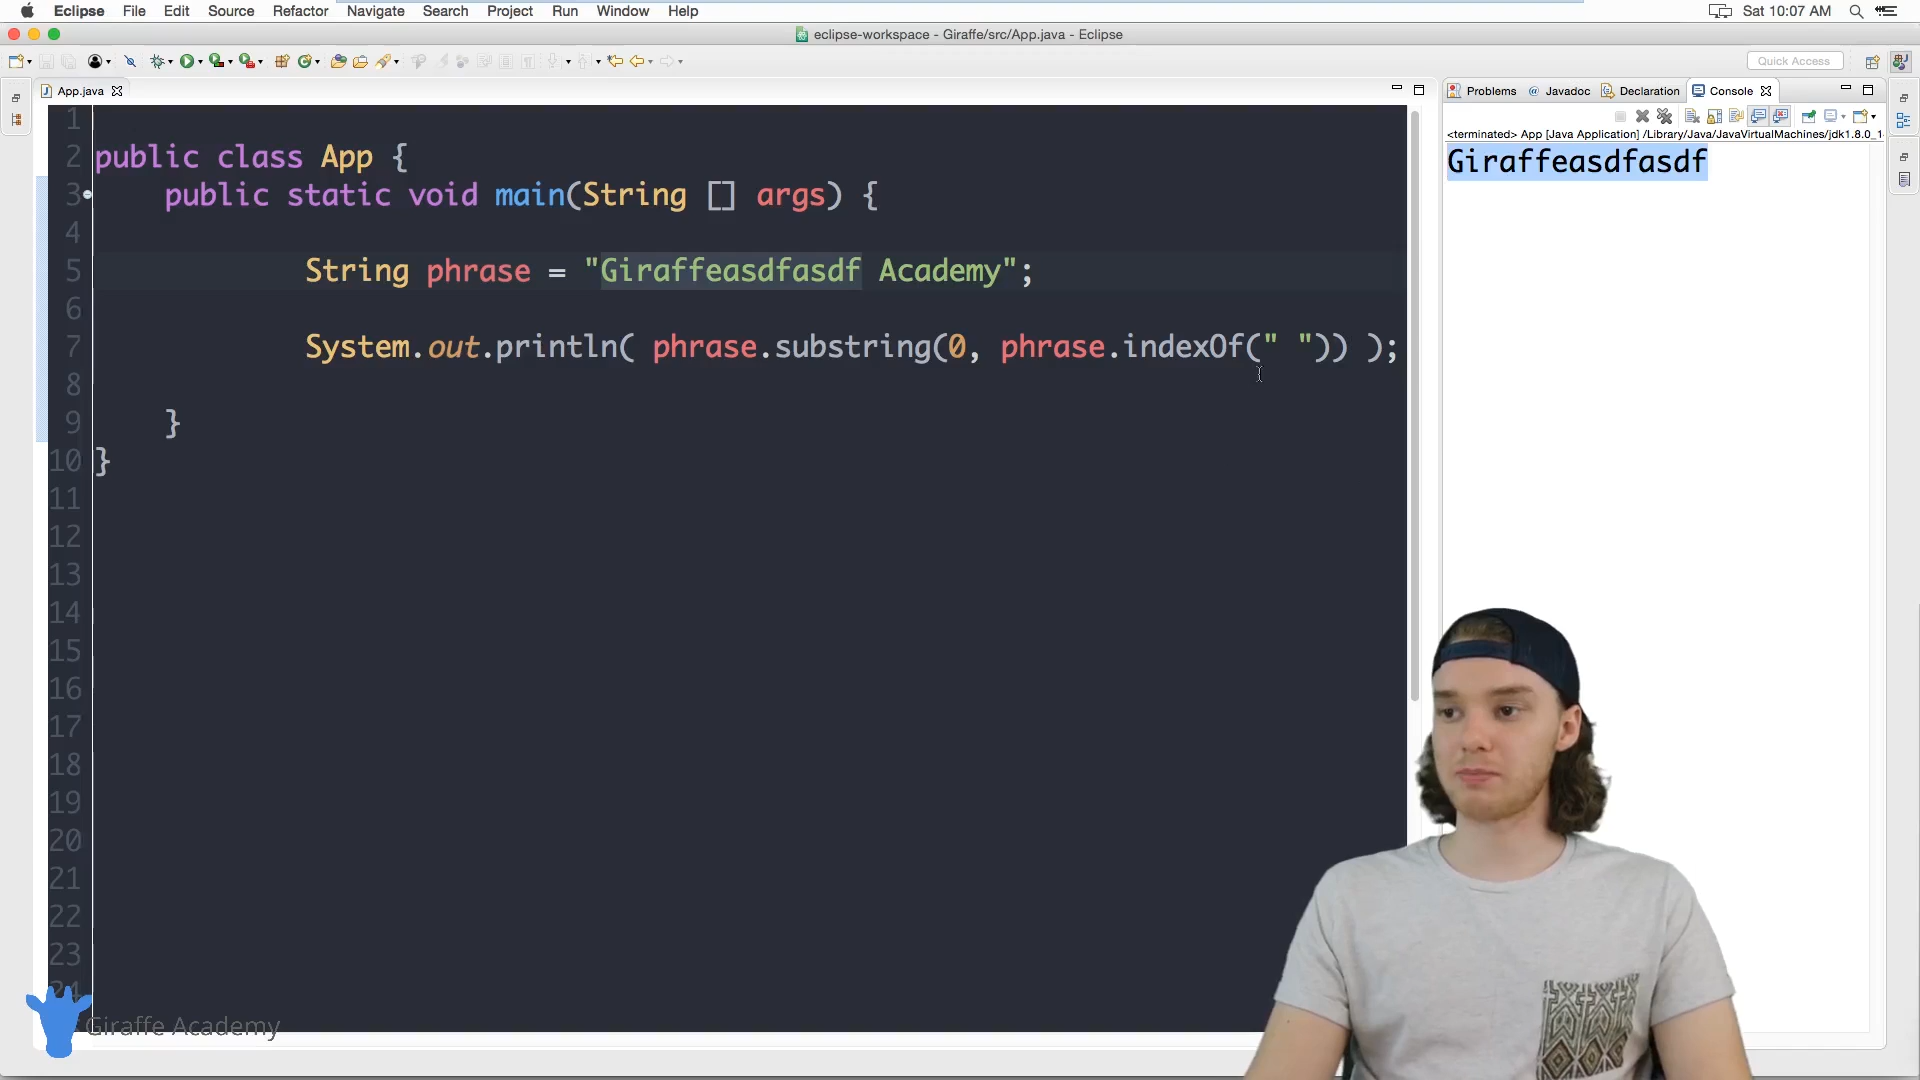 Eclipse File Edit Source Refactor Navigate Search Project Run Window Help Sat 10:07 AM
eclipse-workspace - Giraffe/src/App.java - Eclipse
Quick Access
App.java
Problems Javadoc Declaration Console
<terminated> App [Java Application] /Library/Java/JavaVirtualMachines/jdk1.8.0_1
Giraffeasdfasdf
1
2 public class App {
3 public static void main(String [] args) {
4
5 String phrase = "Giraffeasdfasdf Academy";
6
7 System.out.println( phrase.substring(0, phrase.indexOf(" ")) );
8
9 }
10 }
11
12
13
14
15
16
17
18
19
20
21
22
23
24
Giraffe Academy